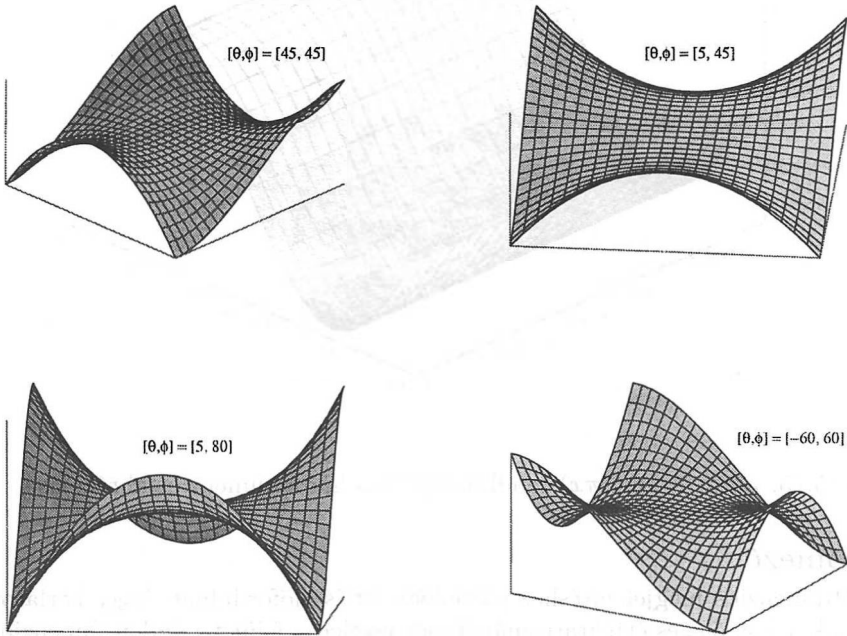 [θ,ϕ] = [45, 45]
[θ,ϕ] = [5, 45]
[θ,ϕ] = [5, 80]
[θ,ϕ] = [−60, 60]